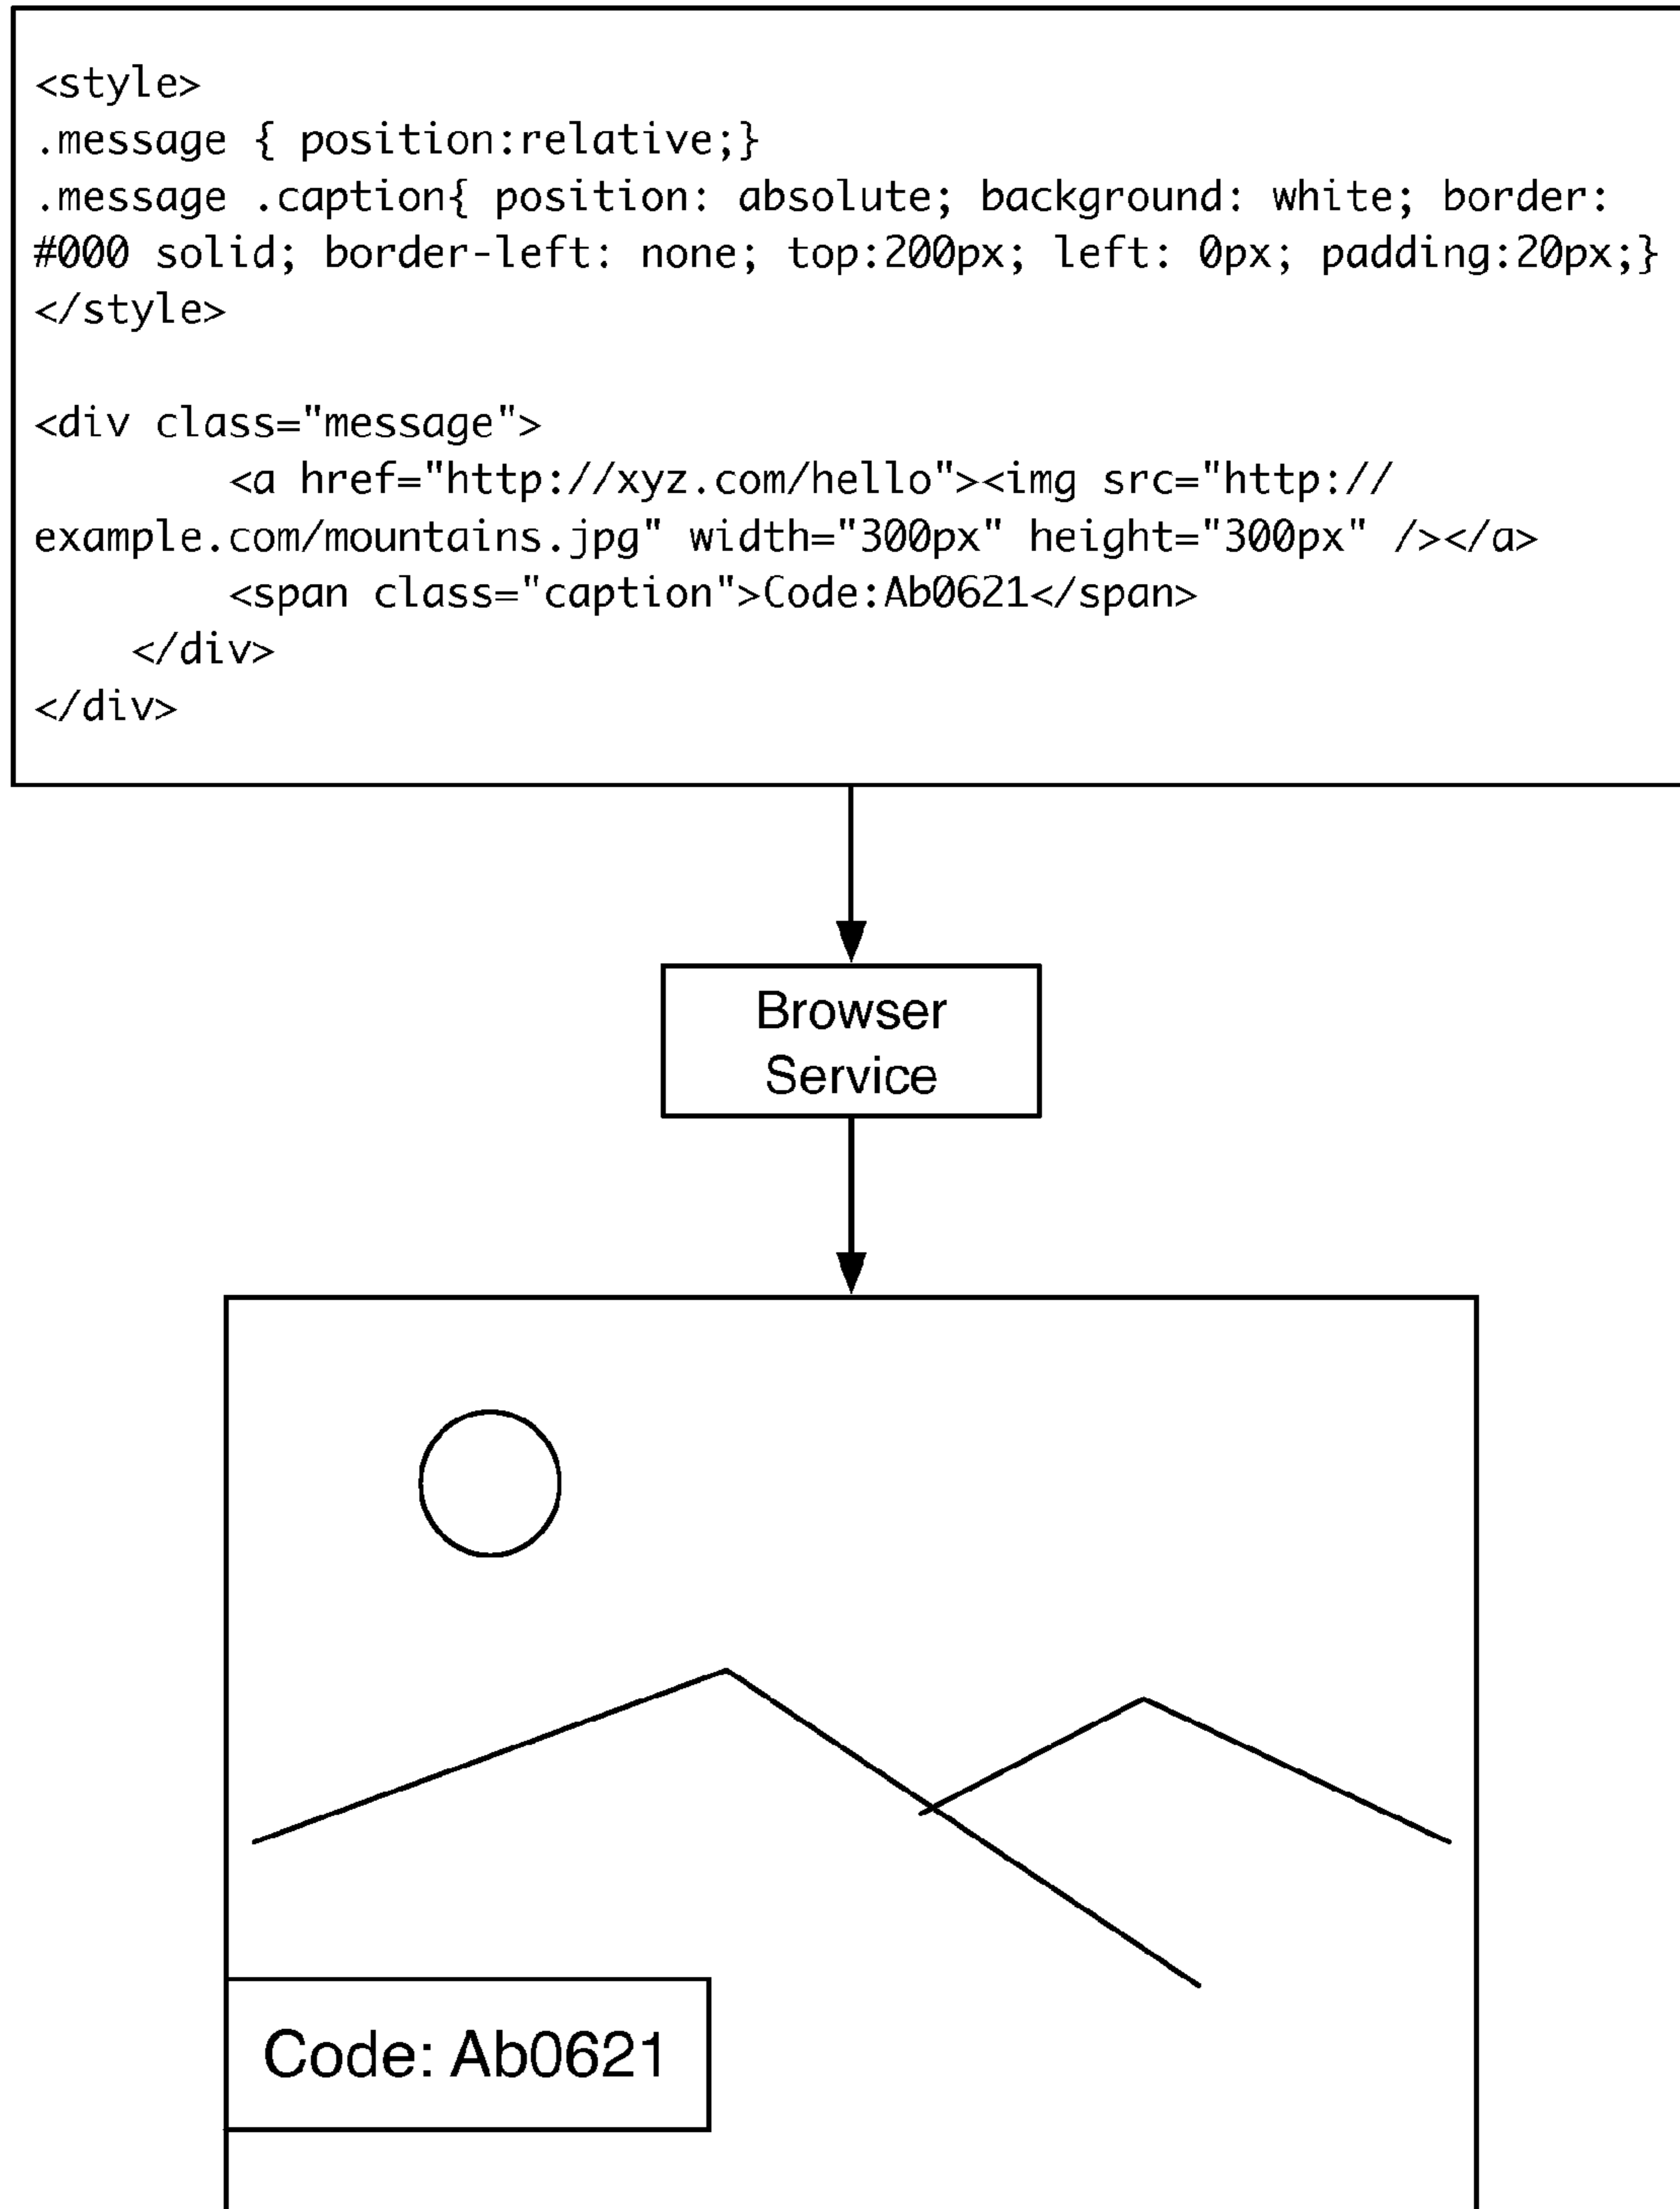 <style>
.message { position:relative;}
.message .caption{ position: absolute; background: white; border:
#000 solid; border-left: none; top:200px; left: 0px; padding:20px;}
</style>
<div class="message">
<a href="http://xyz.com/hello"><img src="http://
example.com/mountains.jpg" width="300px" height="300px" /></a>
<span class="caption">Code:Ab0621</span>
</div>
</div>
Browser
Service
Code: Ab0621